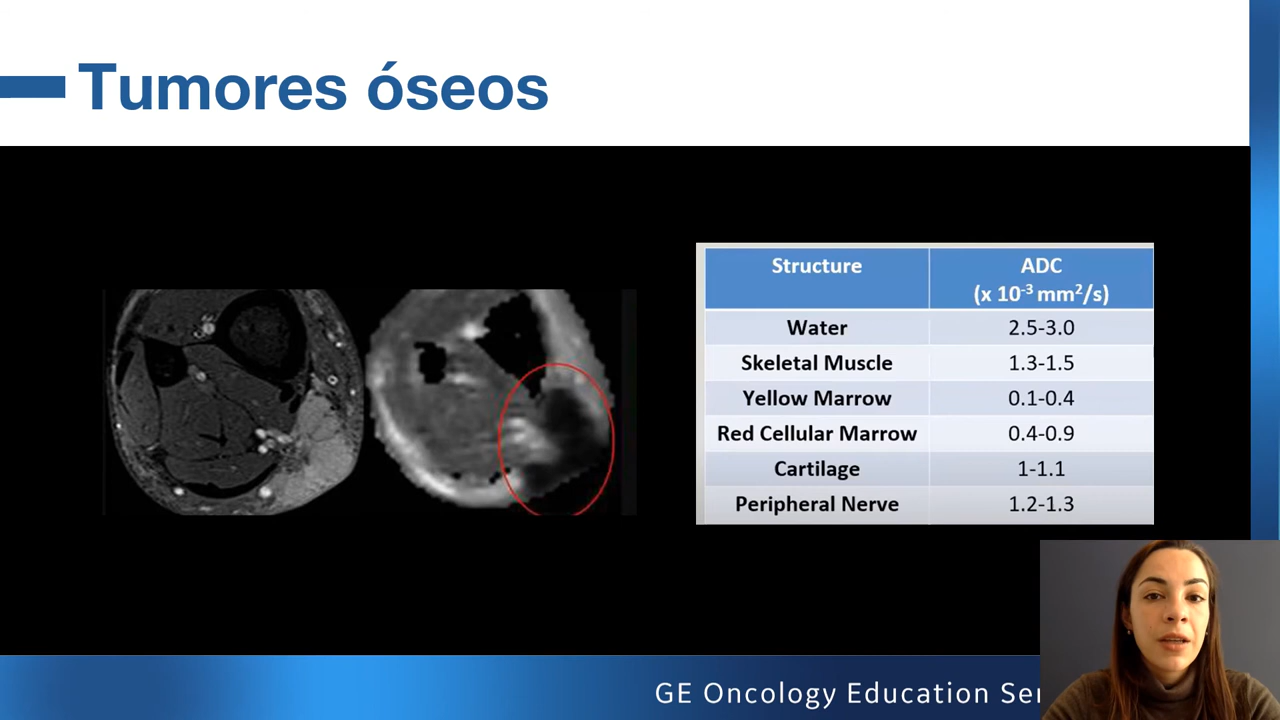 Tumores óseos
Structure ADC
(x 10⁻³ mm²/s)
Water 2.5-3.0
Skeletal Muscle 1.3-1.5
Yellow Marrow 0.1-0.4
Red Cellular Marrow 0.4-0.9
Cartilage 1-1.1
Peripheral Nerve 1.2-1.3
GE Oncology Education